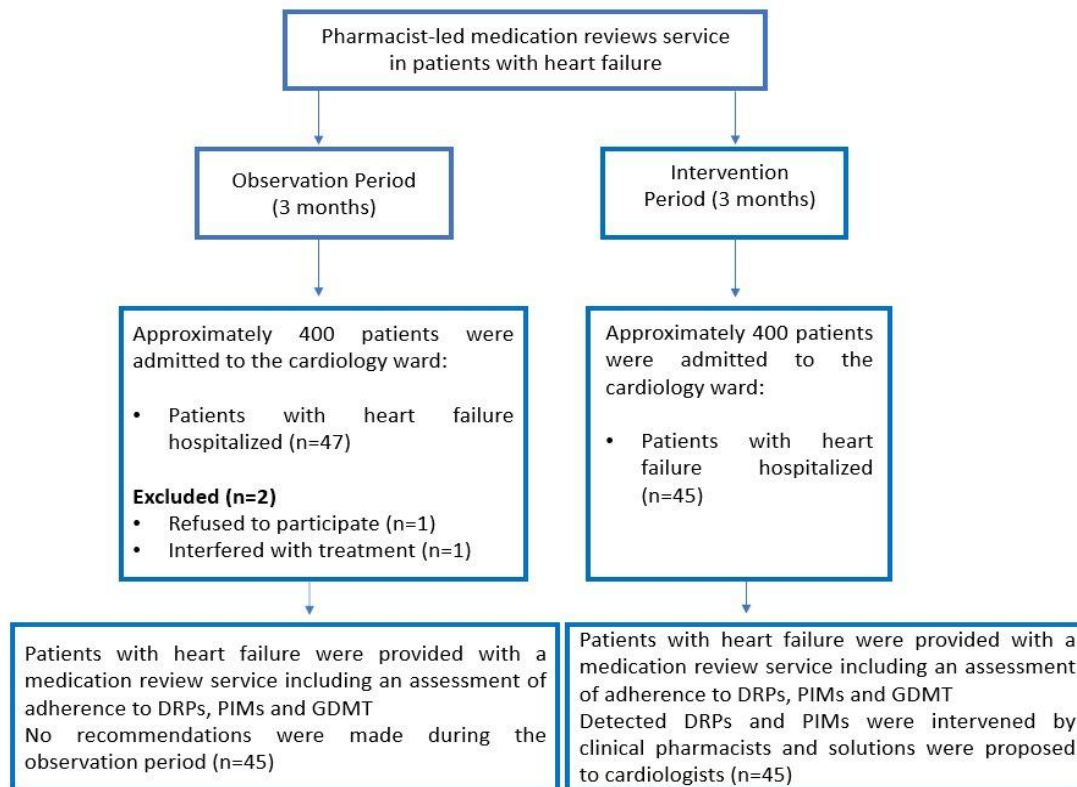 Pharmacist-led medication reviews service
in patients with heart failure
Observation Period
(3 months)
Intervention
Period (3 months)
Approximately 400 patients were
admitted to the cardiology ward:
• Patients with heart failure
hospitalized (n=47)
Excluded (n=2)
• Refused to participate (n=1)
• Interfered with treatment (n=1)
Approximately 400 patients
were admitted to the
cardiology ward:
• Patients with heart
failure hospitalized
(n=45)
Patients with heart failure were provided with a
medication review service including an assessment of
adherence to DRPs, PIMs and GDMT
No recommendations were made during the
observation period (n=45)
Patients with heart failure were provided with a
medication review service including an assessment
of adherence to DRPs, PIMs and GDMT
Detected DRPs and PIMs were intervened by
clinical pharmacists and solutions were proposed
to cardiologists (n=45)